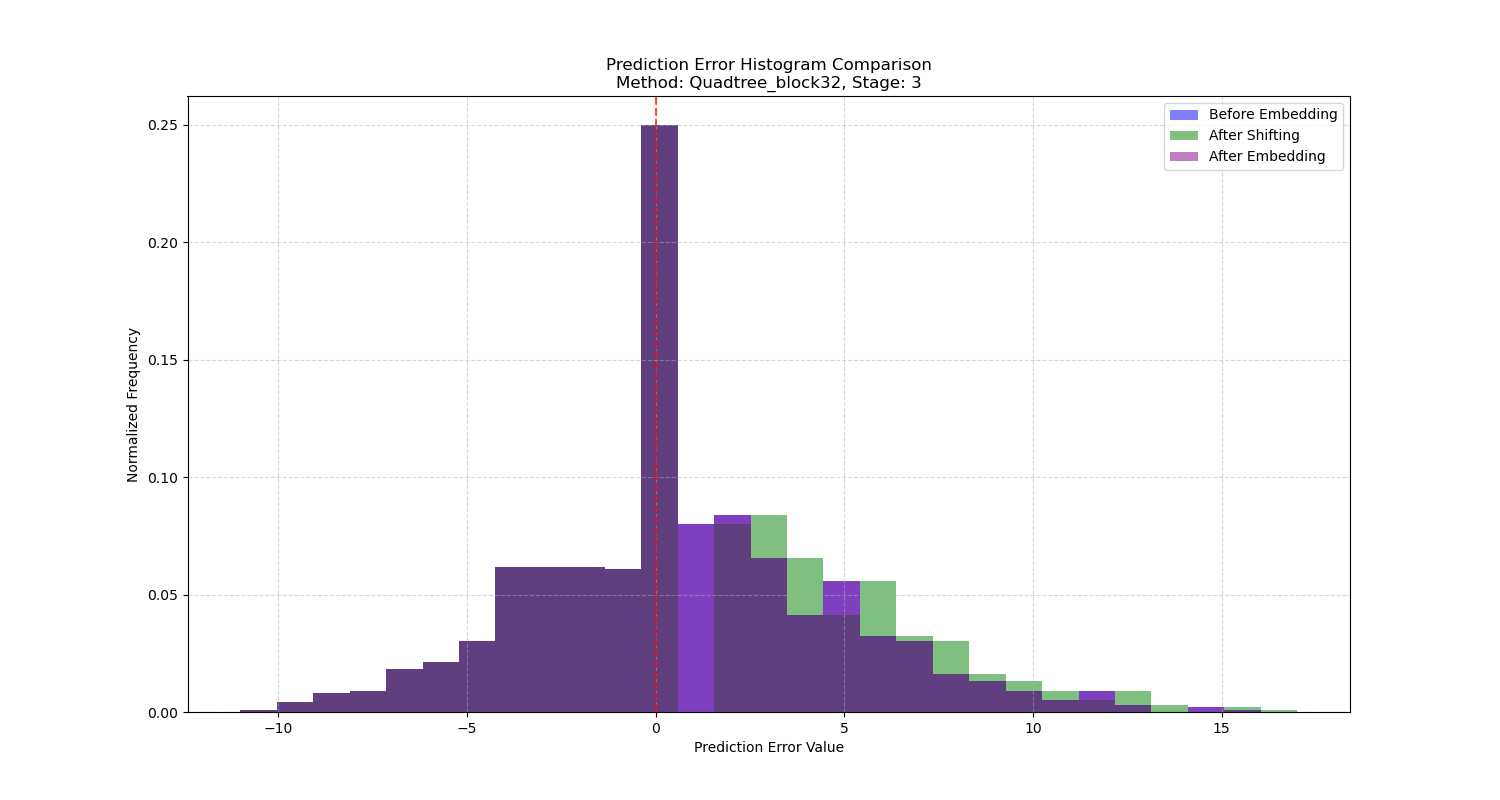 Prediction Error Histogram Comparison
Method: Quadtree_block32, Stage: 3
Before Embedding
After Shifting
After Embedding
Normalized Frequency
0.25
0.20
0.15
0.10
0.05
0.00
−10
−5
0
5
10
15
Prediction Error Value